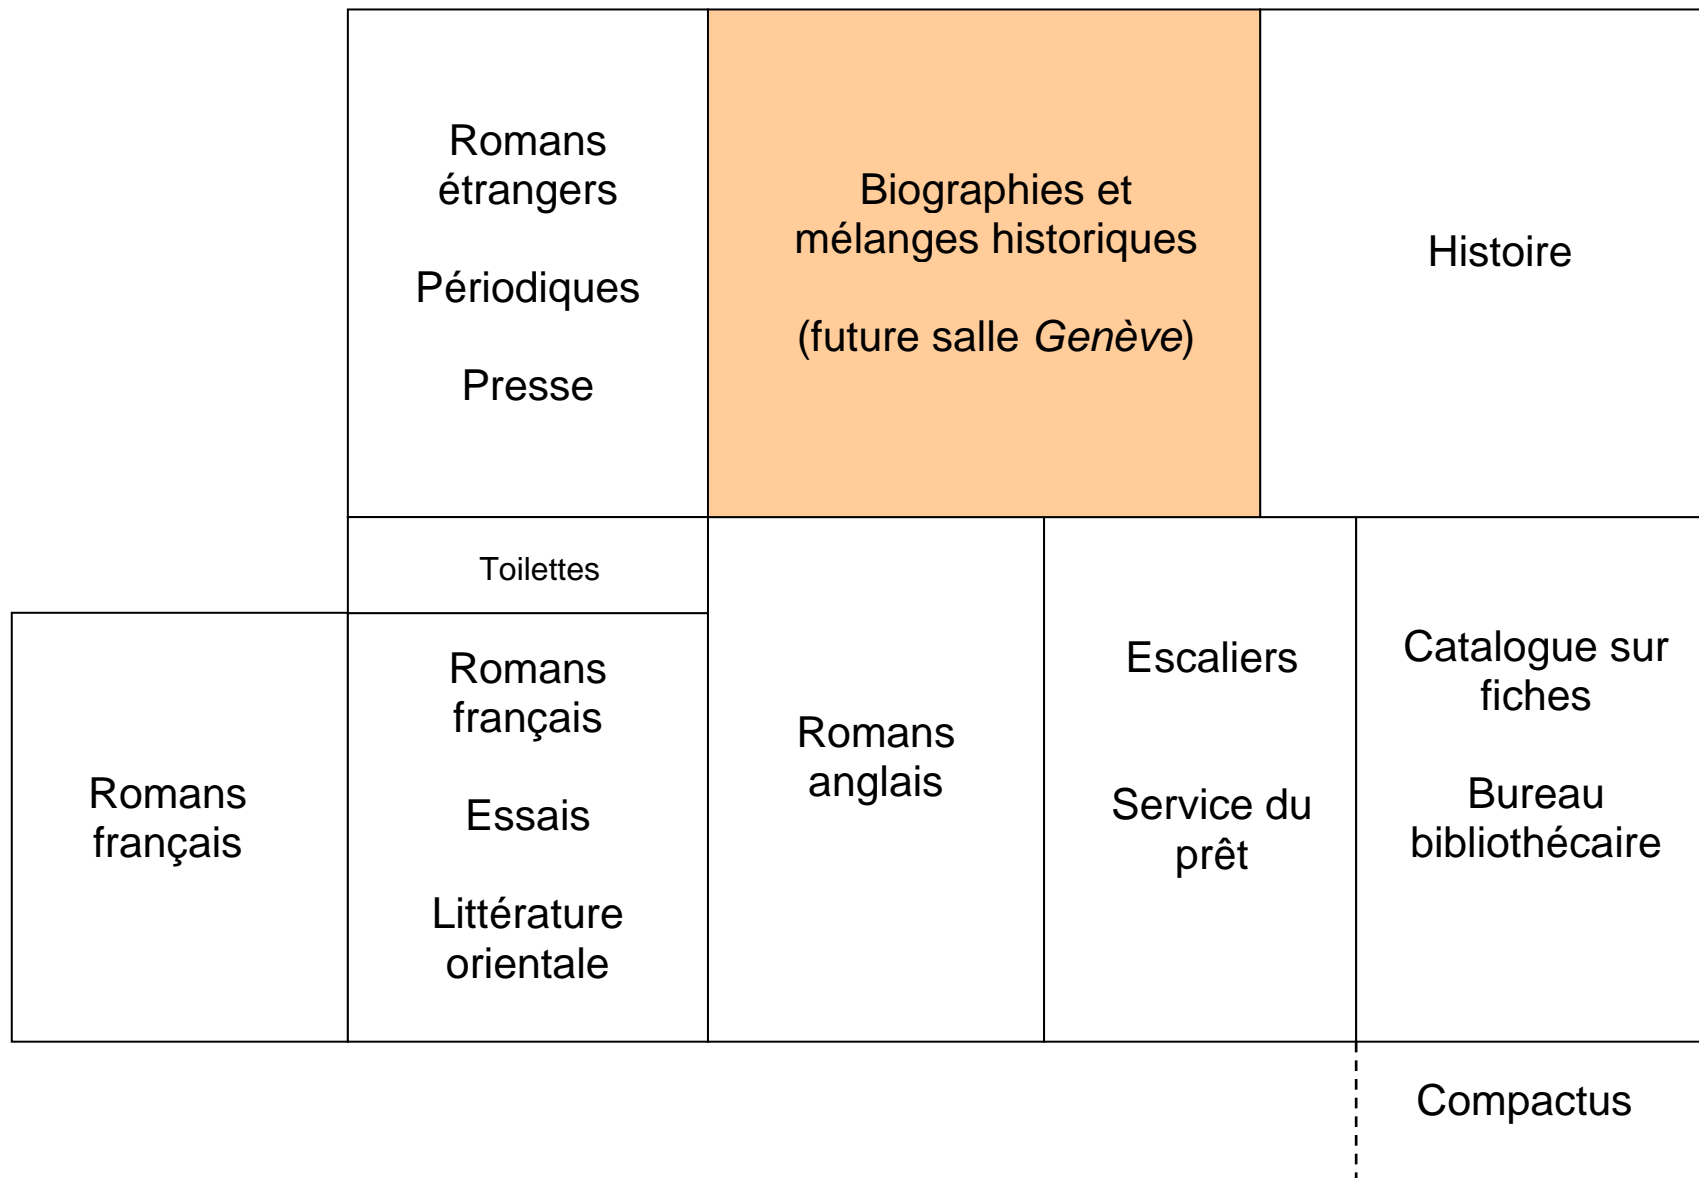 Romans
étrangers
Périodiques
Presse
Biographies et
mélanges historiques
(future salle Genève)
Histoire
Toilettes
Romans
français
Romans
français
Essais
Littérature
orientale
Romans
anglais
Escaliers
Service du
prêt
Catalogue sur
fiches
Bureau
bibliothécaire
Compactus